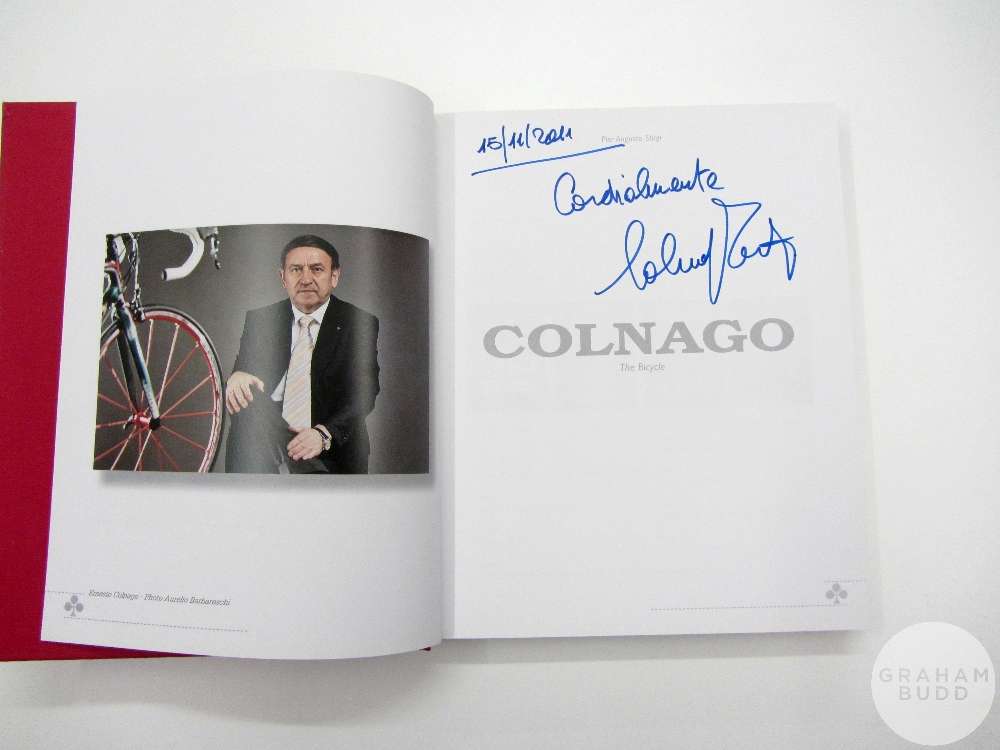 Ernesto Colnago - Photo Aurelio Barbareschi
15/11/2011
Pier Augusto Stagi
Cordialmente
COLNAGO
The Bicycle
GRAHAM
BUDD